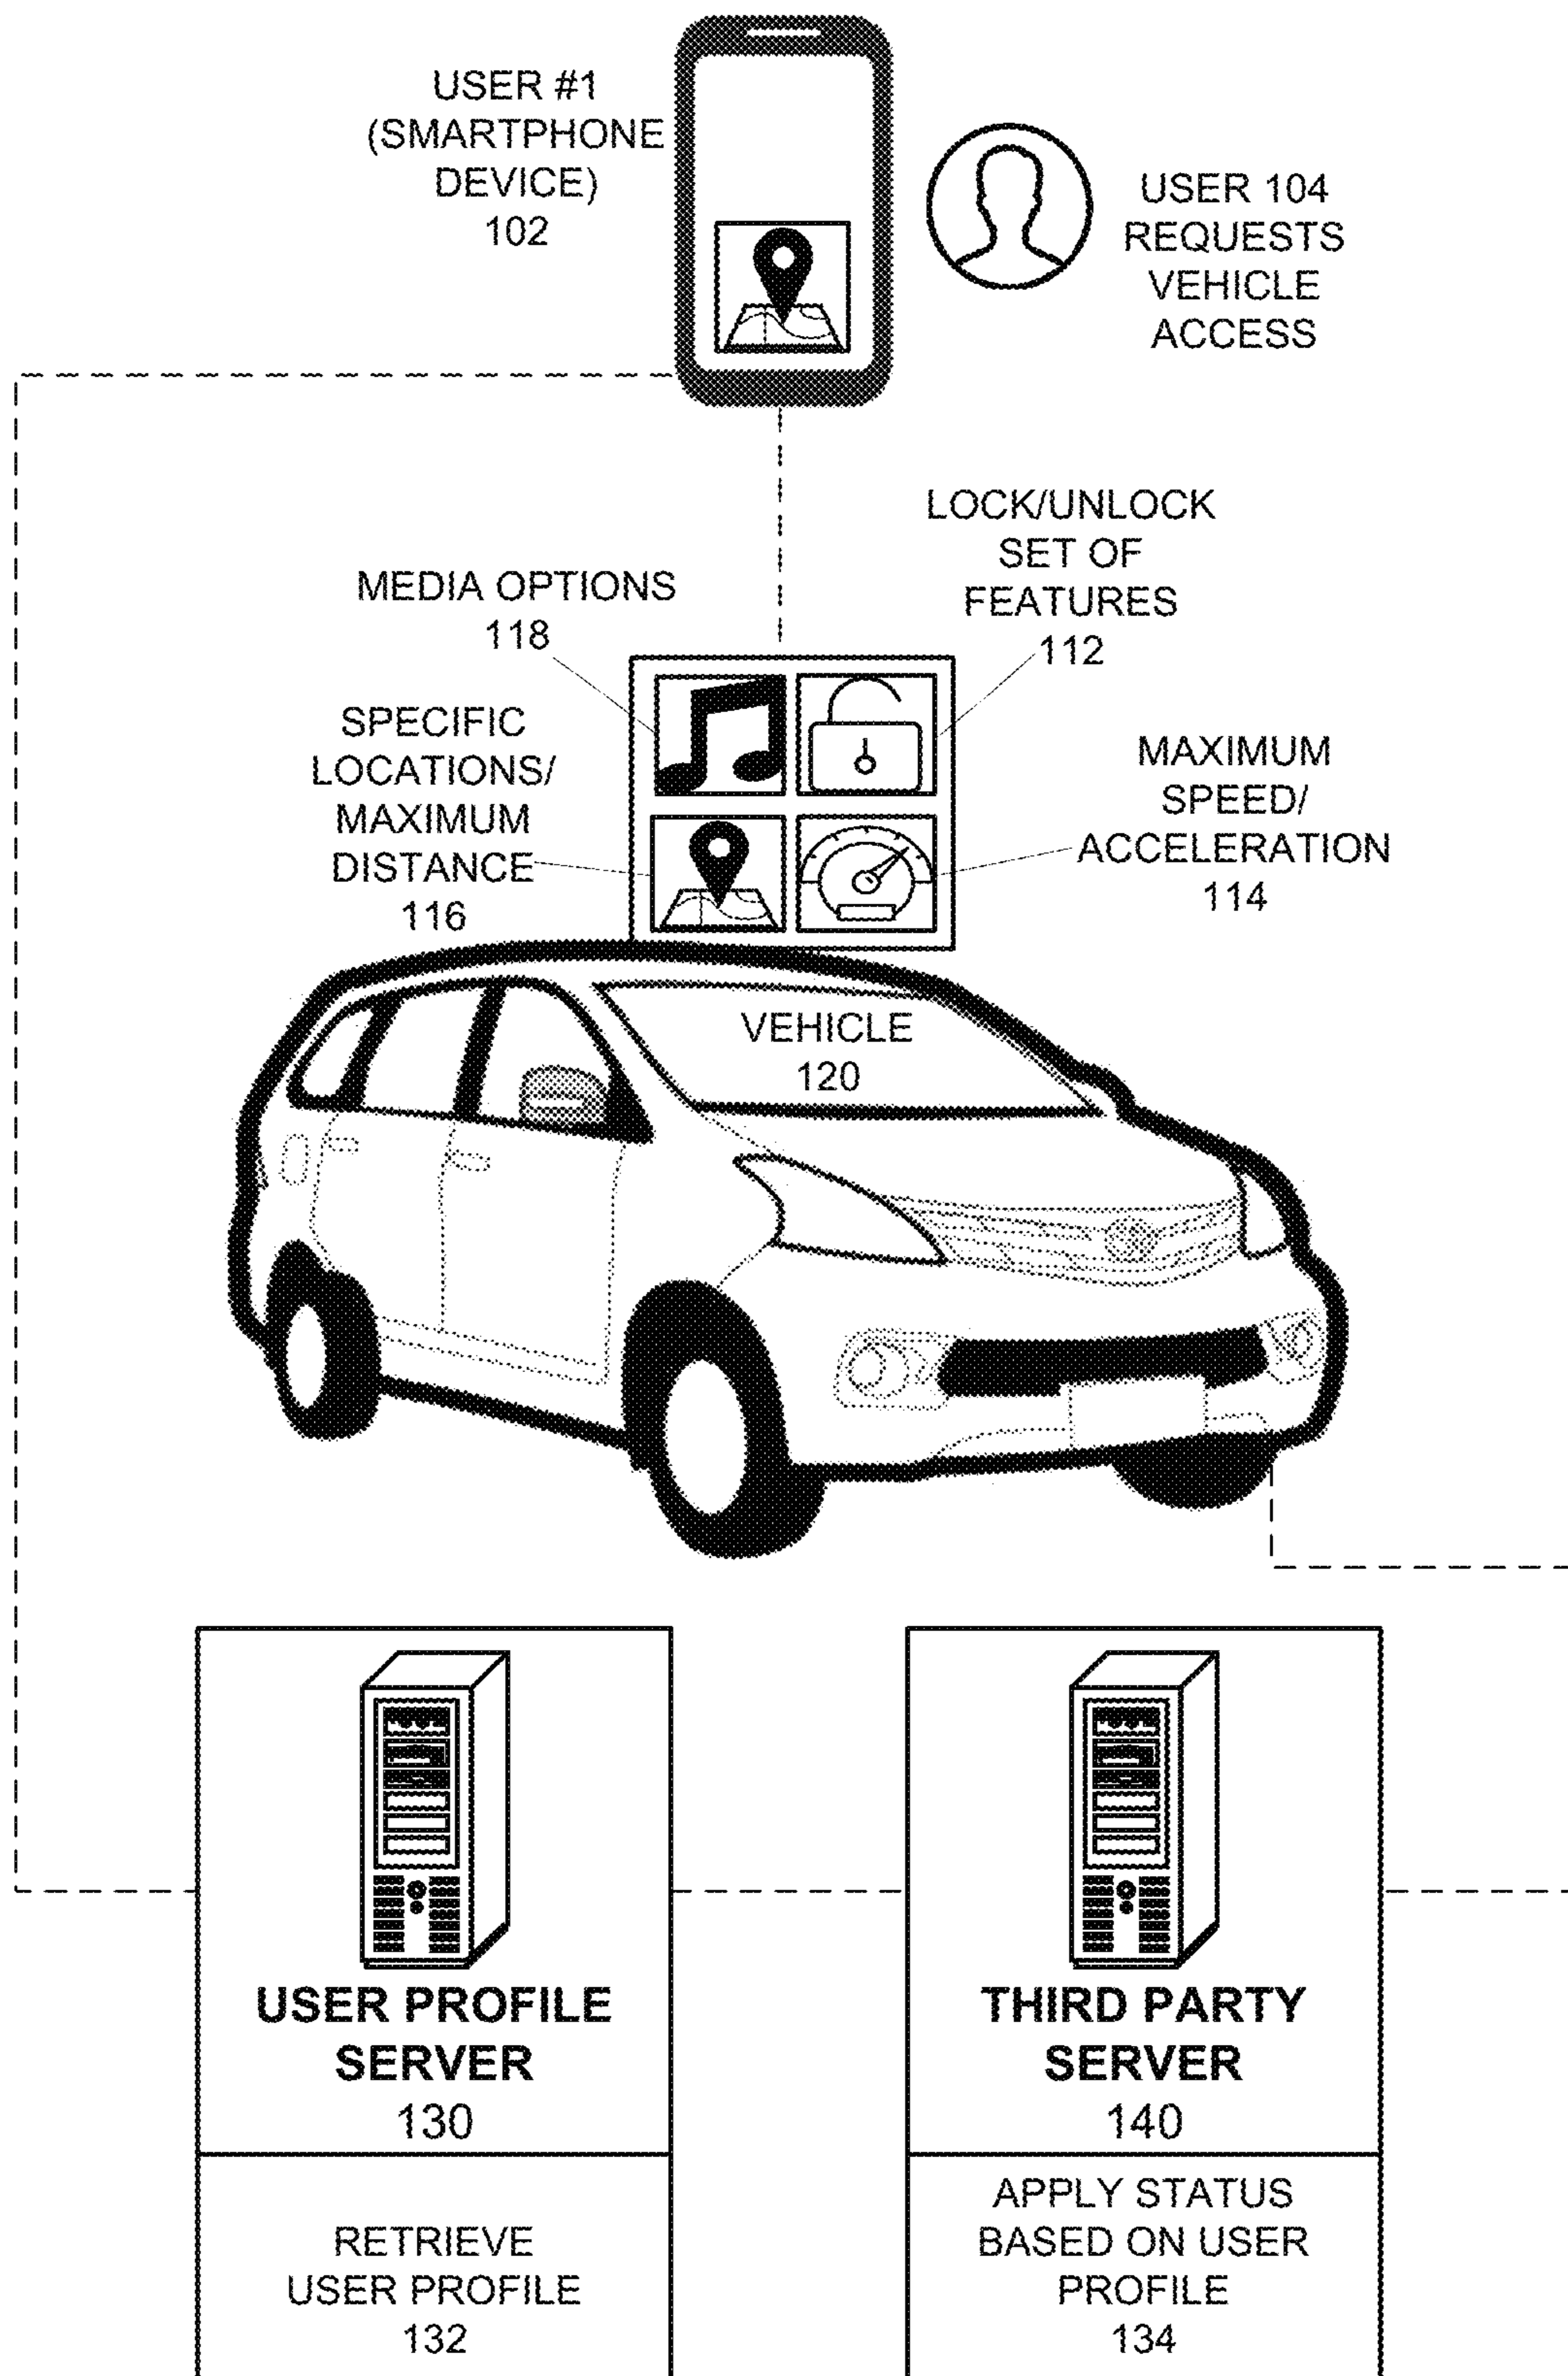 USER #1
(SMARTPHONE
DEVICE)
102
USER 104
REQUESTS
VEHICLE
ACCESS
LOCK/UNLOCK
SET OF
FEATURES
112
MEDIA OPTIONS
118
SPECIFIC
LOCATIONS/
MAXIMUM
DISTANCE
116
MAXIMUM
SPEED/
ACCELERATION
114
VEHICLE
120
USER PROFILE
SERVER
130
RETRIEVE
USER PROFILE
132
THIRD PARTY
SERVER
140
APPLY STATUS
BASED ON USER
PROFILE
134